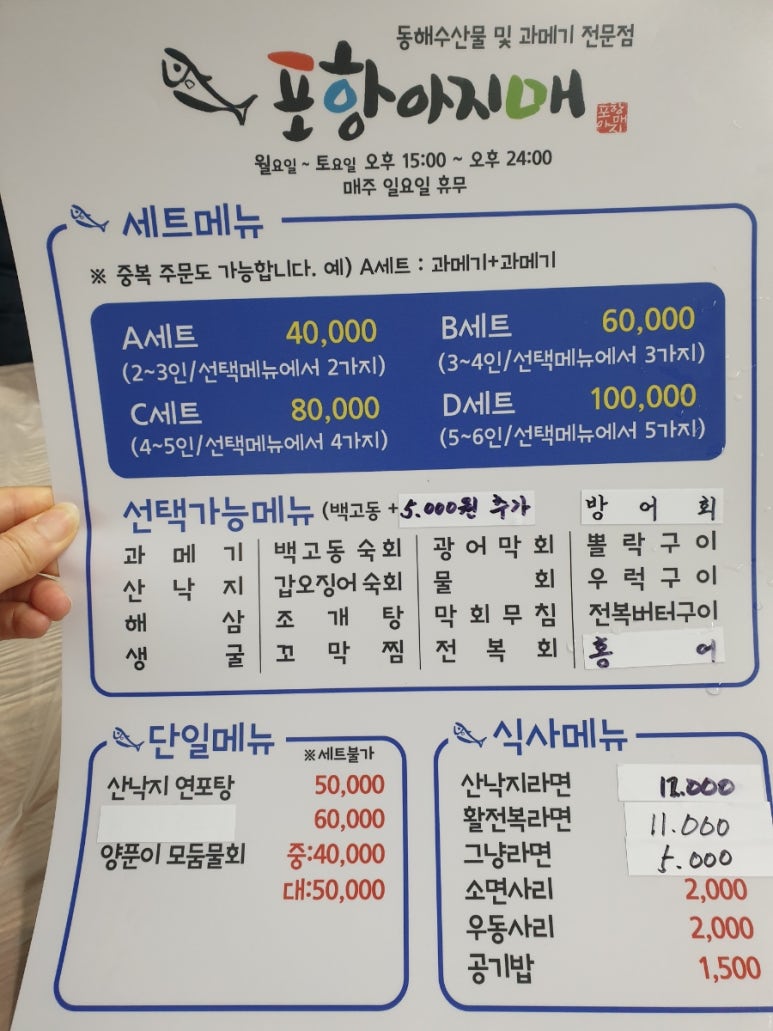 동해수산물 및 과메기 전문점
포항아지매
포항
아지매
월요일 ~ 토요일 오후 15:00 ~ 오후 24:00
매주 일요일 휴무
세트메뉴
※ 중복 주문도 가능합니다. 예) A세트 : 과메기+과메기
A세트 40,000
(2~3인/선택메뉴에서 2가지)
B세트 60,000
(3~4인/선택메뉴에서 3가지)
C세트 80,000
(4~5인/선택메뉴에서 4가지)
D세트 100,000
(5~6인/선택메뉴에서 5가지)
선택가능메뉴 (백고동 + 5.000원 추가 방어회
과메기 백고동숙회 광어막회 뽈락구이
산낙지 갑오징어숙회 물회 우럭구이
해삼 조개탕 막회무침 전복버터구이
생굴 꼬막찜 전복회 홍어
단일메뉴 ※세트불가
산낙지 연포탕 50,000
60,000
양푼이 모둠물회 중:40,000
대:50,000
식사메뉴
산낙지라면 12.000
활전복라면 11.000
그냥라면 5.000
소면사리 2,000
우동사리 2,000
공기밥 1,500